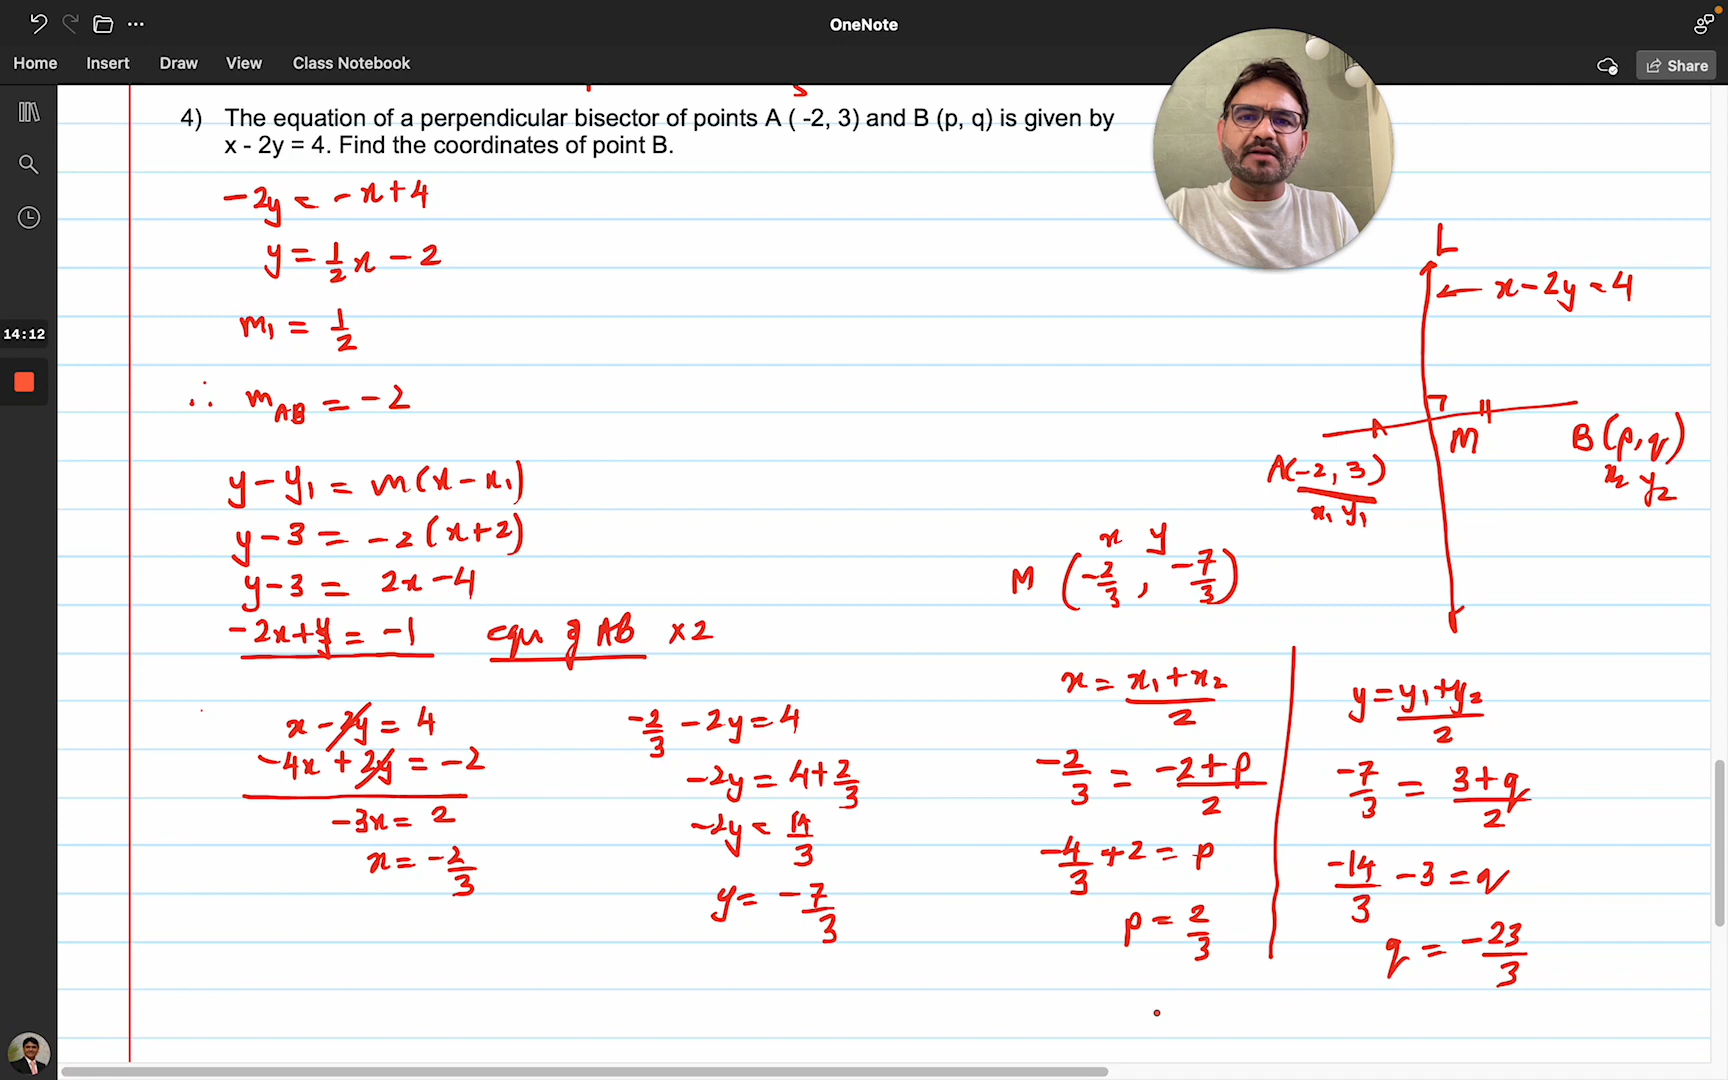 OneNote
Home Insert Draw View Class Notebook Share
14:12
4) The equation of a perpendicular bisector of points A ( -2, 3) and B (p, q) is given by
x - 2y = 4. Find the coordinates of point B.
-2y = -x+4
y = 1/2 x - 2
m₁ = 1/2
∴ m_AB = -2
y - y₁ = m(x - x₁)
y - 3 = -2(x+2)
y - 3 = 2x - 4
-2x+y = -1 equn of AB ×2
x - 2y = 4
-4x + 2y = -2
-3x = 2
x = -2/3
-2/3 - 2y = 4
-2y = 4 + 2/3
-2y = 14/3
y = -7/3
L
x - 2y = 4
M
B (p, q)
x₂ y₂
A(-2, 3)
x₁ y₁
x y
M (-2/3, -7/3)
x = x₁ + x₂ / 2
-2/3 = -2 + p / 2
-4/3 + 2 = p
p = 2/3
y = y₁ + y₂ / 2
-7/3 = 3 + q / 2
-14/3 - 3 = q
q = -23/3